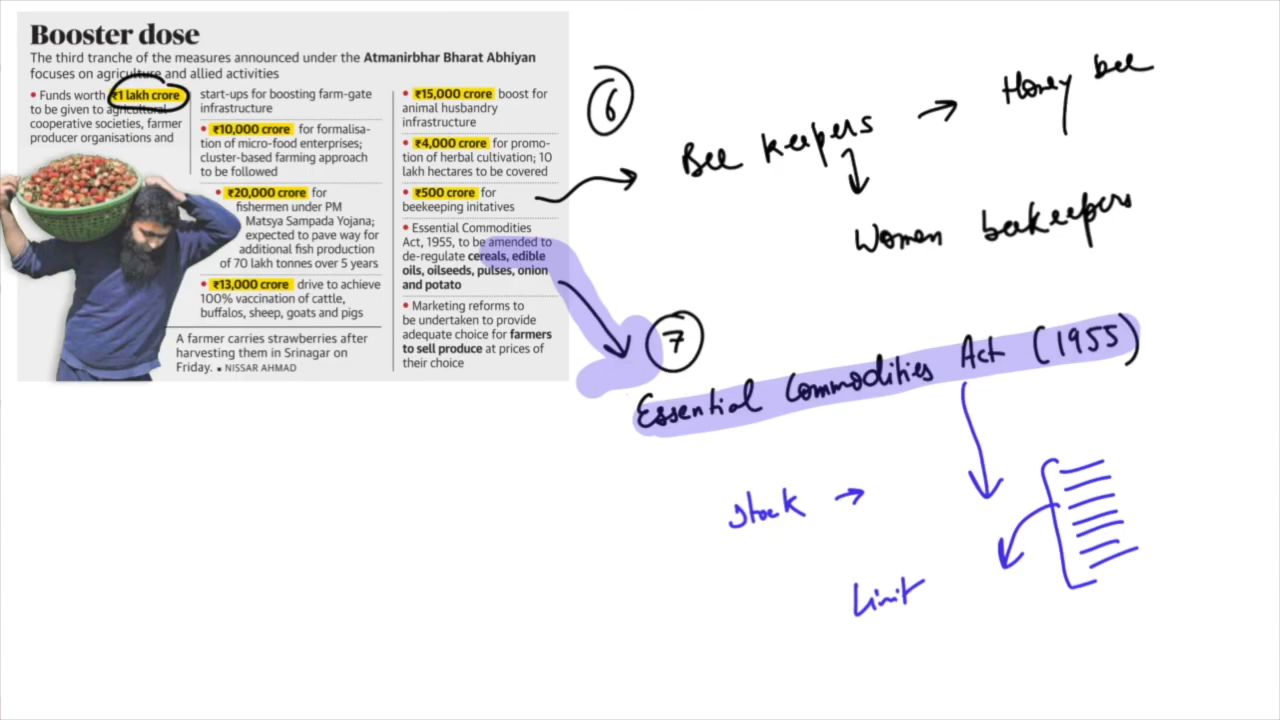 Booster dose
The third tranche of the measures announced under the Atmanirbhar Bharat Abhiyan
focuses on agriculture and allied activities
• Funds worth ₹1 lakh crore
to be given to agricultural
cooperative societies, farmer
producer organisations and
start-ups for boosting farm-gate
infrastructure
• ₹10,000 crore for formalisa-
tion of micro-food enterprises;
cluster-based farming approach
to be followed
• ₹20,000 crore for
fishermen under PM
Matsya Sampada Yojana;
expected to pave way for
additional fish production
of 70 lakh tonnes over 5 years
• ₹13,000 crore drive to achieve
100% vaccination of cattle,
buffalos, sheep, goats and pigs
A farmer carries strawberries after
harvesting them in Srinagar on
Friday. ▪ NISSAR AHMAD
• ₹15,000 crore boost for
animal husbandry
infrastructure
• ₹4,000 crore for promo-
tion of herbal cultivation; 10
lakh hectares to be covered
• ₹500 crore for
beekeeping initatives
• Essential Commodities
Act, 1955, to be amended to
de-regulate cereals, edible
oils, oilseeds, pulses, onion
and potato
• Marketing reforms to
be undertaken to provide
adequate choice for farmers
to sell produce at prices of
their choice
6
Bee keepers → Honey bee
Women beekeepers
7
Essential Commodities Act (1955)
Stock →
Limit